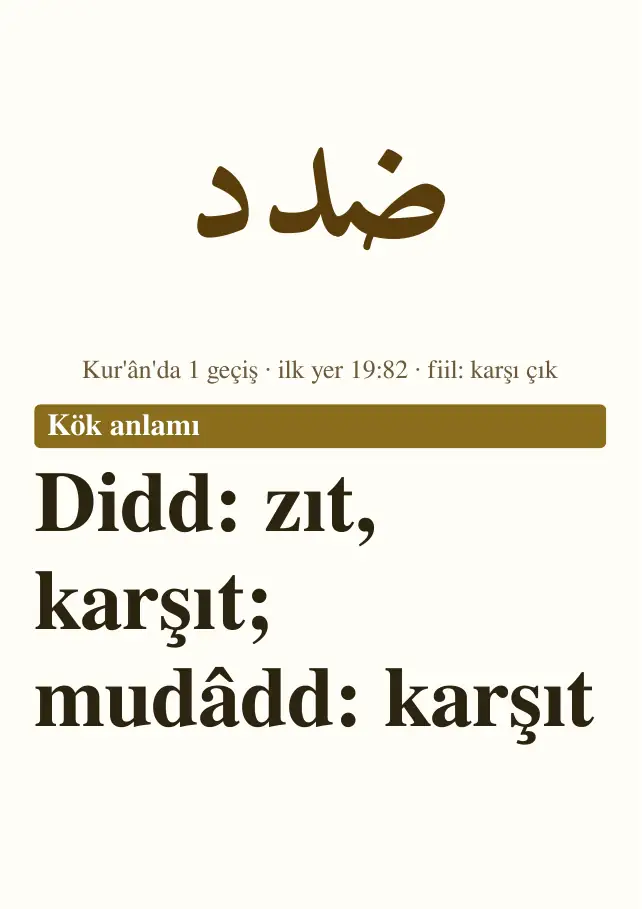 ضدد
Kur'ân'da 1 geçiş · ilk yer 19:82 · fiil: karşı çık
Kök anlamı
Didd: zıt,
karşıt;
mudâdd: karşıt